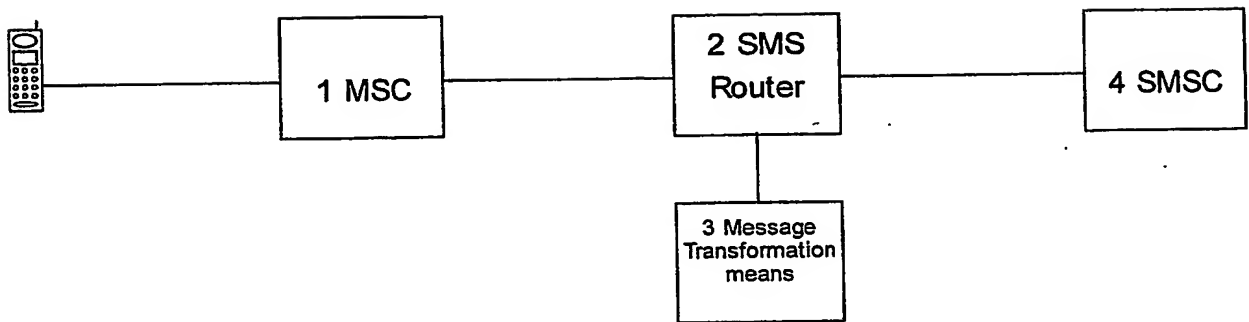 1 MSC
2 SMS
Router
4 SMSC
3 Message
Transformation
means